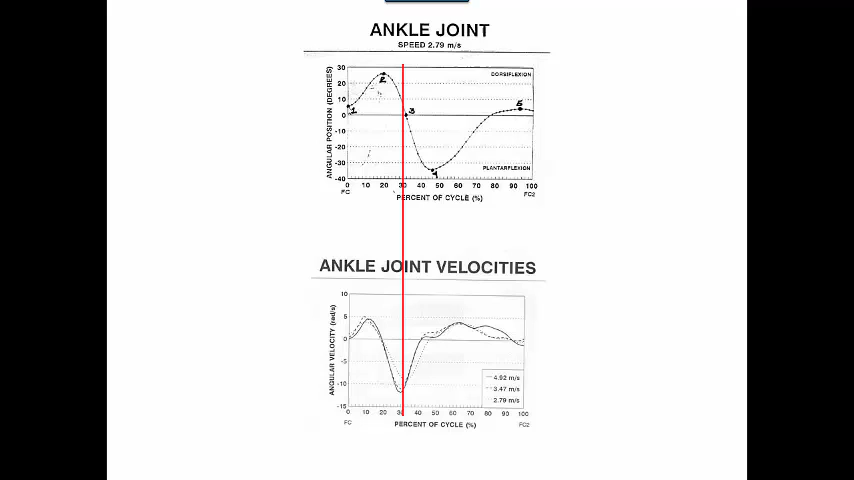 ANKLE JOINT
SPEED 2.79 m/s
ANGULAR POSITION (DEGREES)
30
20
10
0
-10
-20
-30
-40
DORSIFLEXION
PLANTARFLEXION
1
2
3
4
5
0 10 20 30 40 50 60 70 80 90 100
FC
FC2
PERCENT OF CYCLE (%)
ANKLE JOINT VELOCITIES
ANGULAR VELOCITY (rad/s)
10
5
0
-5
-10
-15
4.92 m/s
3.47 m/s
2.79 m/s
0 10 20 30 40 50 60 70 80 90 100
FC
FC2
PERCENT OF CYCLE (%)